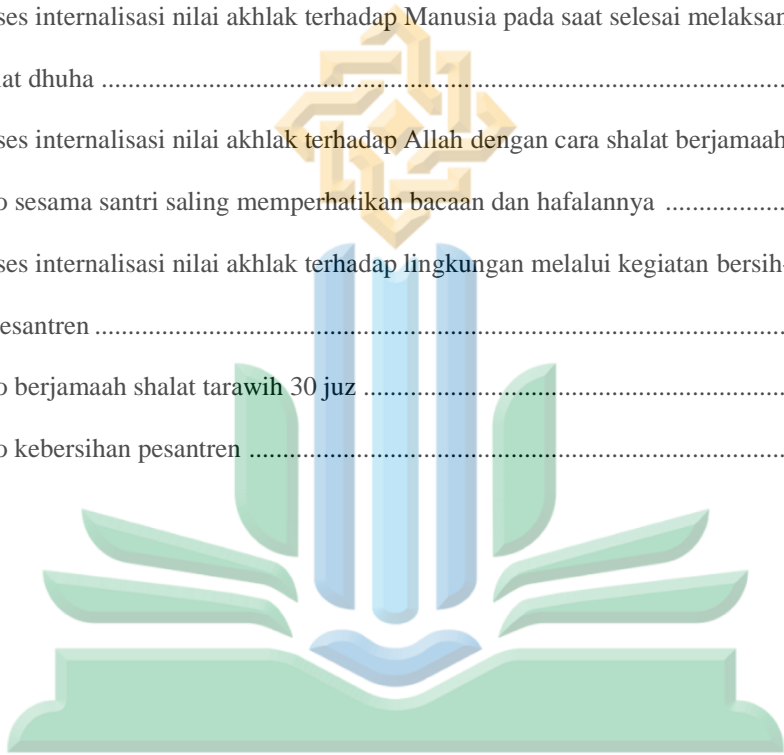 ses internalisasi nilai akhlak terhadap Manusia pada saat selesai melaksan
lat dhuha ...............................................................................................................
ses internalisasi nilai akhlak terhadap Allah dengan cara shalat berjamaah
o sesama santri saling memperhatikan bacaan dan hafalannya ..................
ses internalisasi nilai akhlak terhadap lingkungan melalui kegiatan bersih-
esantren ................................................................................................................
o berjamaah shalat tarawih 30 juz ................................................................
o kebersihan pesantren .................................................................................